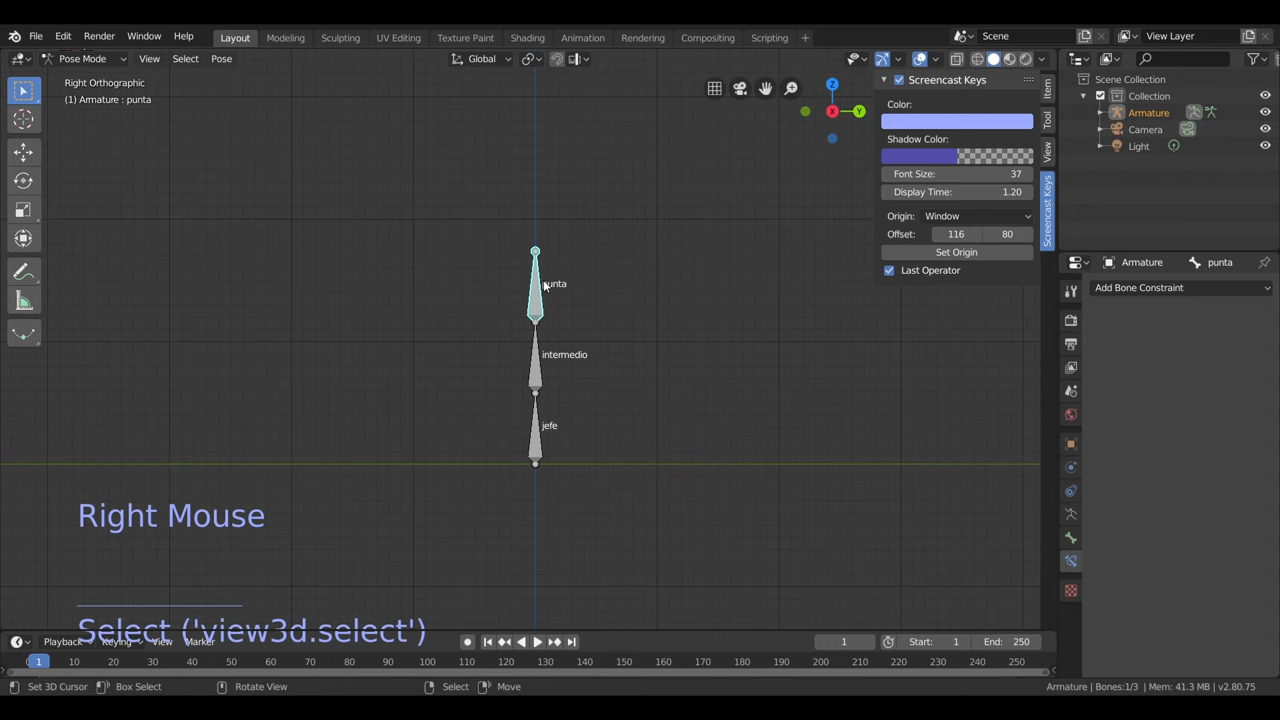 File Edit Render Window Help Layout Modeling Sculpting UV Editing Texture Paint Shading Animation Rendering Compositing Scripting + Scene View Layer
Pose Mode View Select Pose Global
Right Orthographic
(1) Armature : punta
Z
X
Y
Screencast Keys
Color:
Shadow Color:
Font Size: 37
Display Time: 1.20
Origin: Window
Offset: 116 80
Set Origin
Last Operator
Item
Tool
View
Screencast Keys
Scene Collection
Collection
Armature
Camera
Light
Armature punta
Add Bone Constraint
punta
intermedio
jefe
Right Mouse
Select ('view3d.select')
Playback Keying View Marker 1 Start: 1 End: 250
1 10 20 30 40 50 60 70 80 90 100 110 120 130 140 150 160 170 180 190 200 210 220 230 240 250
Set 3D Cursor Box Select Rotate View Select Move Armature | Bones:1/3 | Mem: 41.3 MB | v2.80.75